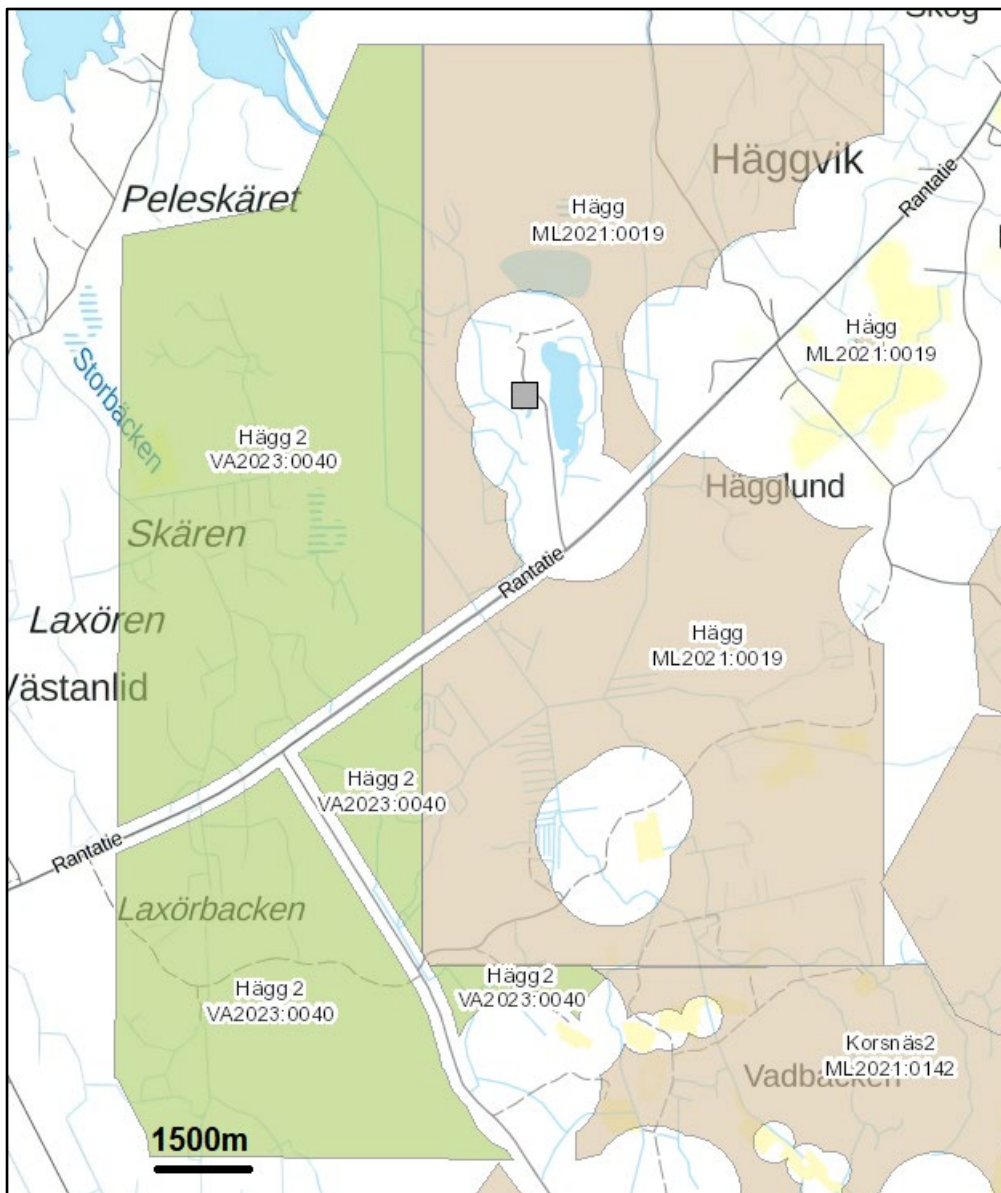 Skog
Häggvik
Rantatie
Peleskäret
Hägg
ML2021:0019
Hägg
ML2021:0019
Storbäcken
Hägg 2
VA2023:0040
Hägglund
Skären
Rantatie
Laxören
Hägg
ML2021:0019
Västanlid
Hägg 2
VA2023:0040
Rantatie
Laxörbacken
Hägg 2
VA2023:0040
Hägg 2
VA2023:0040
Korsnäs2
ML2021:0142
Vadbacken
1500m